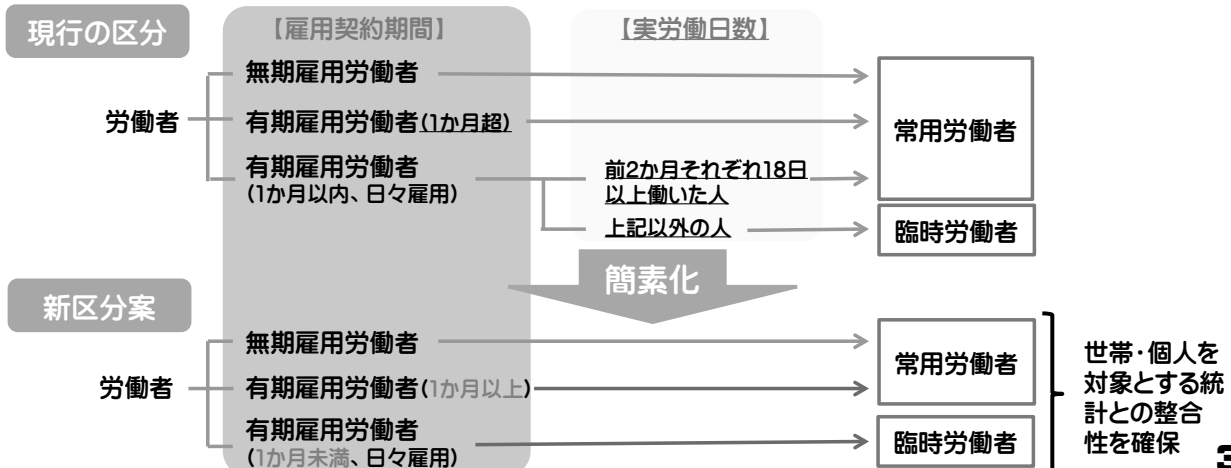 現行の区分
【雇用契約期間】
【実労働日数】
労働者
無期雇用労働者
有期雇用労働者(1か月超)
有期雇用労働者
(1か月以内、日々雇用)
前2か月それぞれ18日
以上働いた人
上記以外の人
常用労働者
臨時労働者
簡素化
新区分案
労働者
無期雇用労働者
有期雇用労働者(1か月以上)
有期雇用労働者
(1か月未満、日々雇用)
常用労働者
臨時労働者
世帯・個人を
対象とする統
計との整合
性を確保